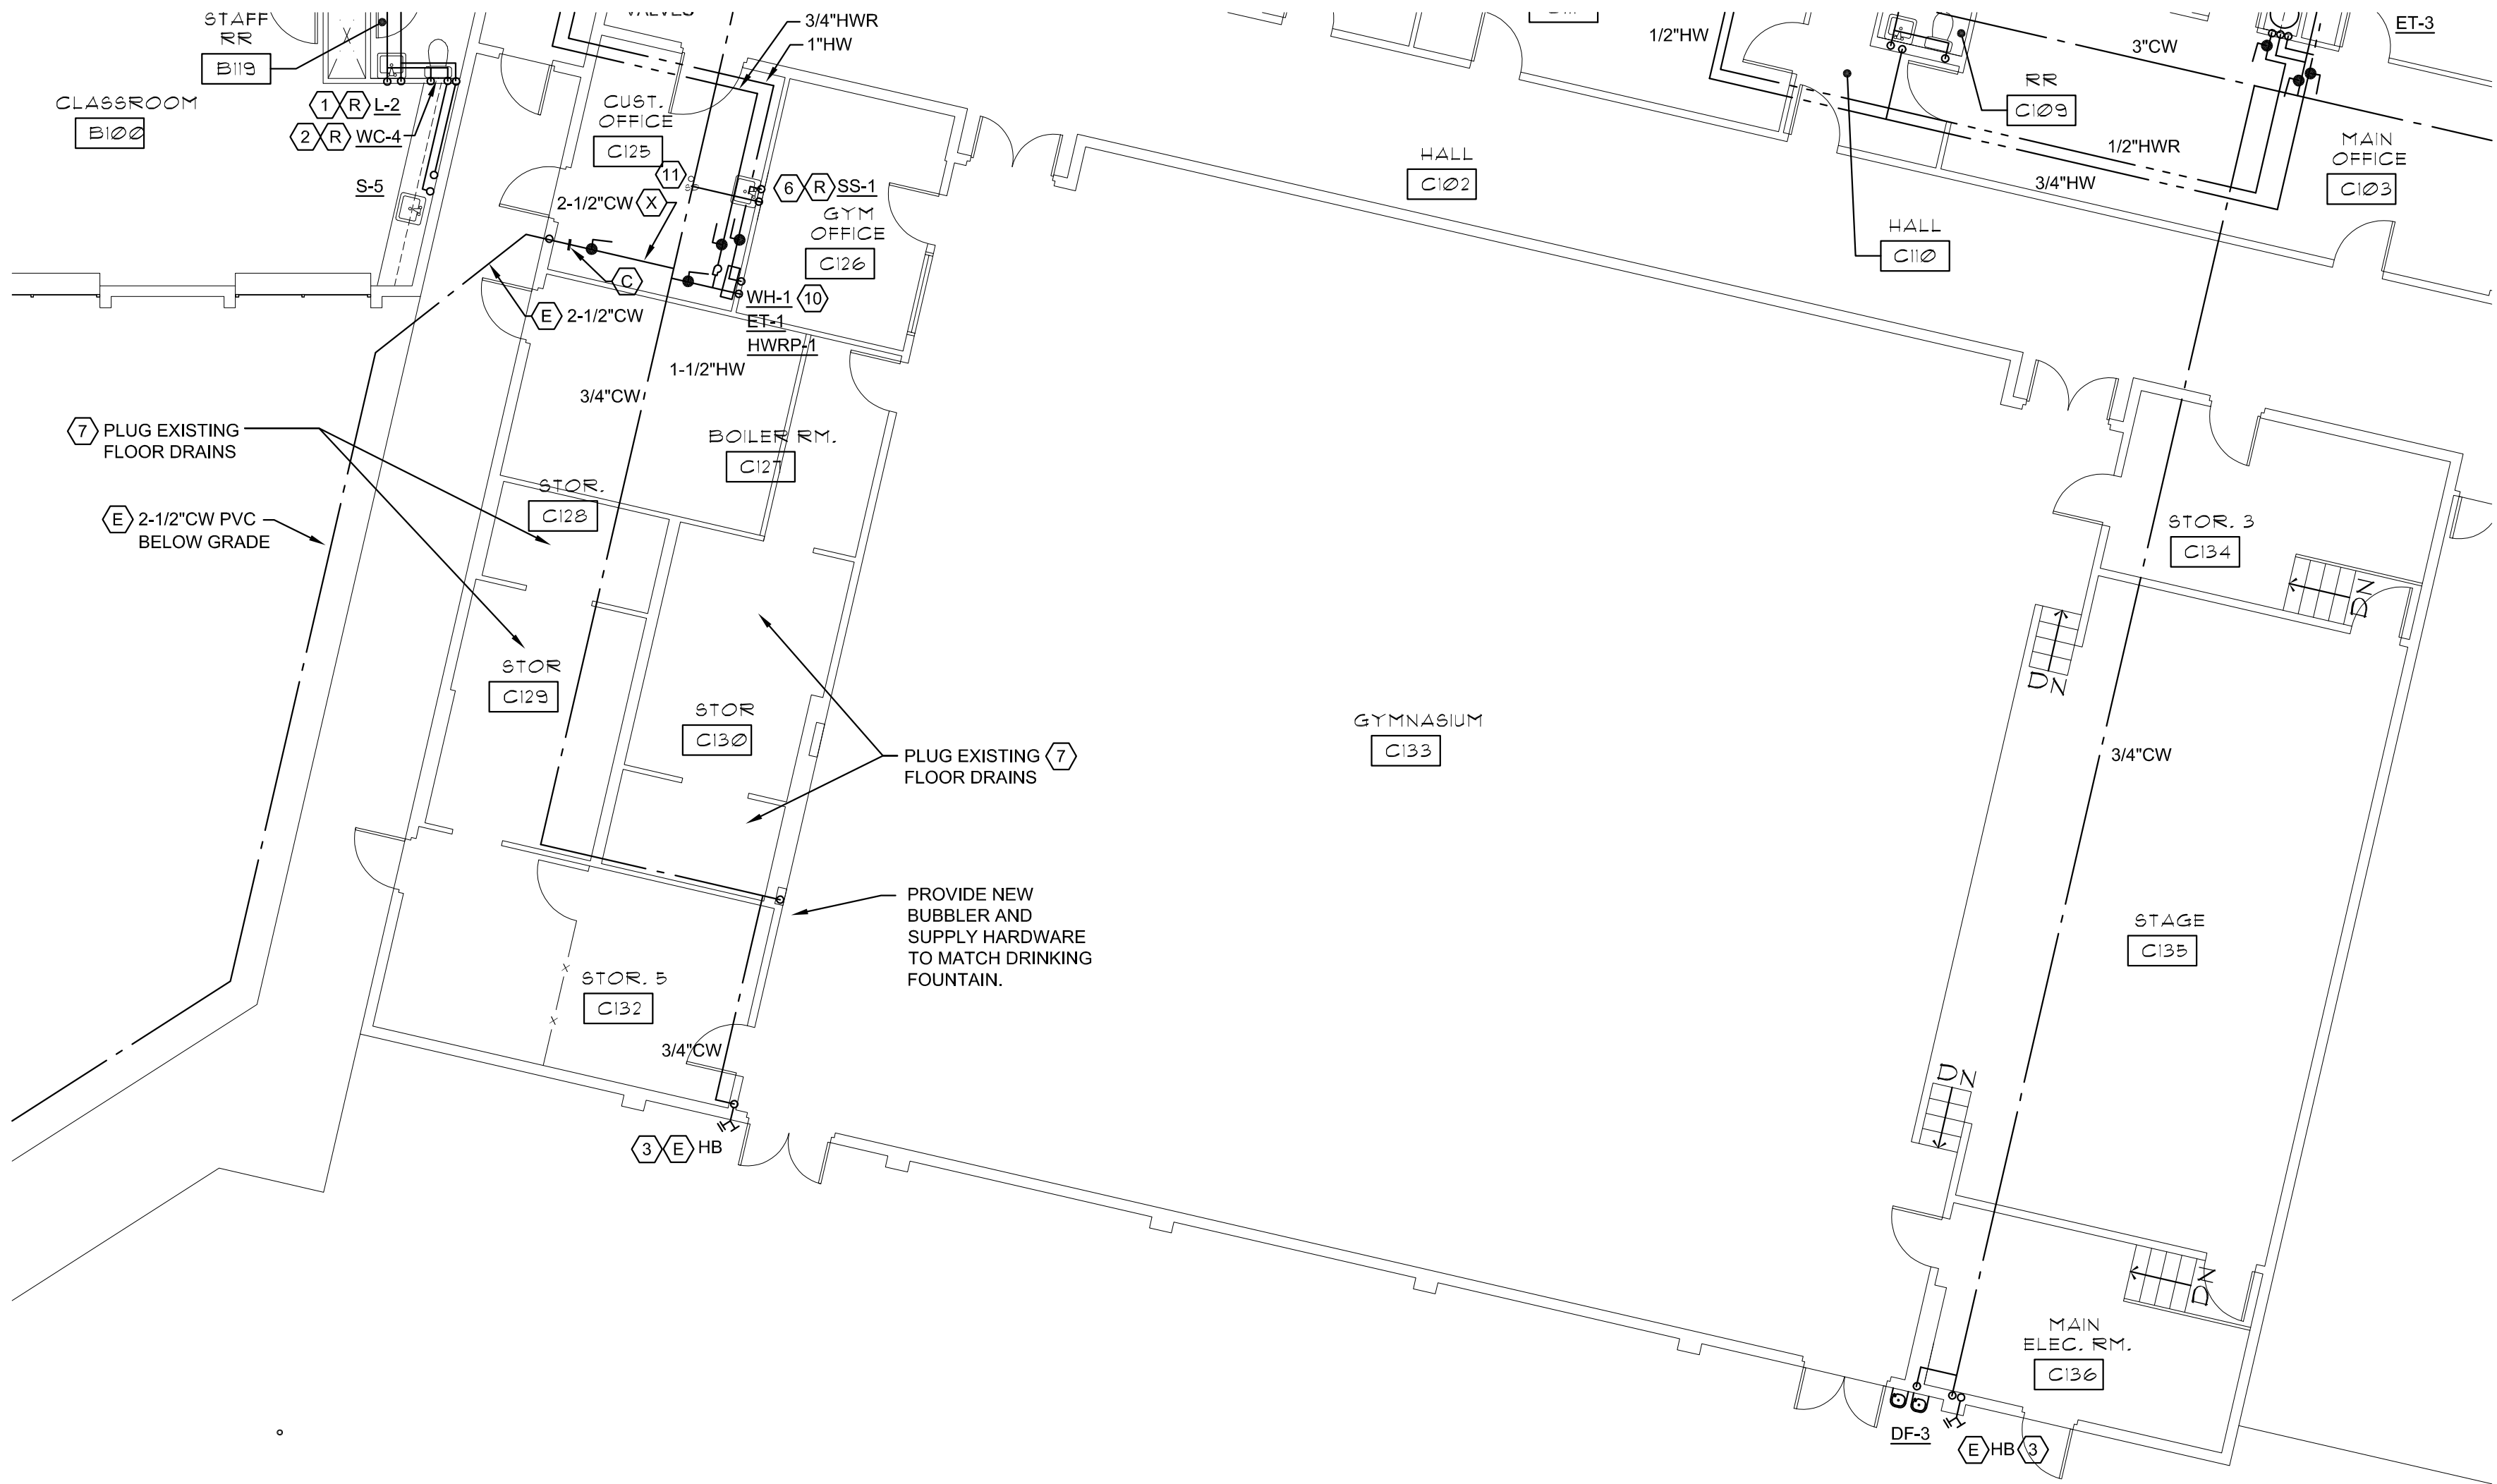 STAFF
RR
B119
CLASSROOM
B100
1 R L-2
2 R WC-4
S-5
VALVES
3/4"HWR
1"HW
CUST.
OFFICE
C125
11
6 R SS-1
2-1/2"CW X
GYM
OFFICE
C126
C
E 2-1/2"CW
WH-1 10
ET-1
HWRP-1
1-1/2"HW
3/4"CW
7 PLUG EXISTING
FLOOR DRAINS
BOILER RM.
C127
STOR.
C128
E 2-1/2"CW PVC
BELOW GRADE
STOR
C129
STOR
C130
PLUG EXISTING 7
FLOOR DRAINS
PROVIDE NEW
BUBBLER AND
SUPPLY HARDWARE
TO MATCH DRINKING
FOUNTAIN.
STOR. 5
C132
3/4"CW
3 E HB
HALL
C102
1/2"HW
3"CW
ET-3
RR
C109
1/2"HWR
MAIN
OFFICE
C103
3/4"HW
HALL
C110
STOR. 3
C134
DN
DN
GYMNASIUM
C133
3/4"CW
STAGE
C135
DN
DN
MAIN
ELEC. RM.
C136
DF-3
E HB 3